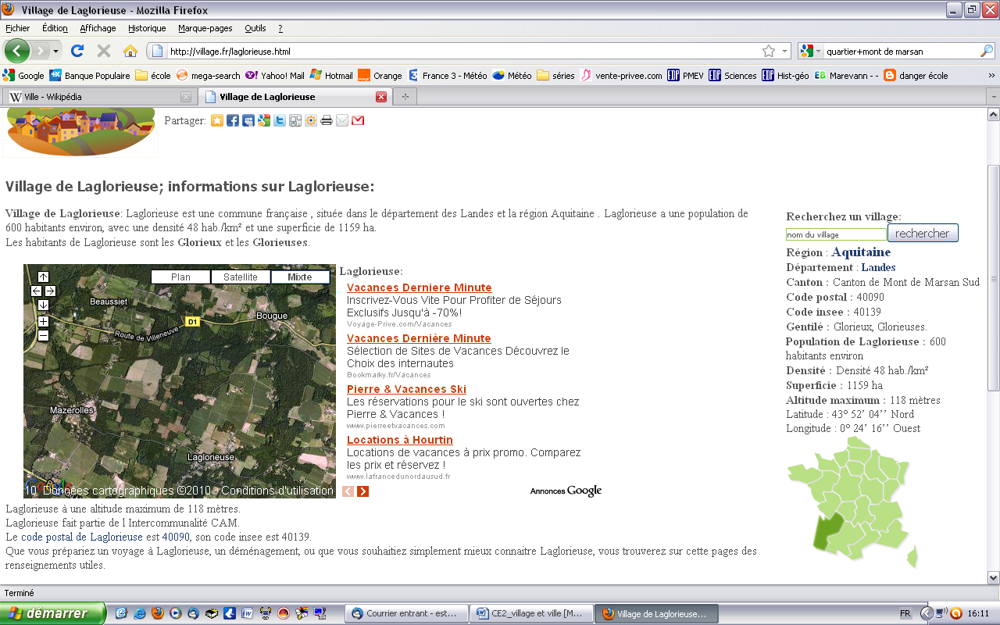 Village de Laglorieuse - Mozilla Firefox
Fichier Édition Affichage Historique Marque-pages Outils ?
http://village.fr/laglorieuse.html
quartier+mont de marsan
Google Banque Populaire école mega-search Yahoo! Mail Hotmail Orange France 3 - Météo Météo séries vente-privee.com PMEV Sciences Hist-géo Marevann - - danger école »
Ville - Wikipédia
Village de Laglorieuse
Partager:
Village de Laglorieuse; informations sur Laglorieuse:
Village de Laglorieuse: Laglorieuse est une commune française , située dans le département des Landes et la région Aquitaine . Laglorieuse a une population de
600 habitants environ, avec une densité 48 hab./km² et une superficie de 1159 ha.
Les habitants de Laglorieuse sont les Glorieux et les Glorieuses.
Plan Satellite Mixte
Beaussiet
D1
Bougue
Route de Villeneuve
Mazerolles
Laglorieuse
Données cartographiques ©2010 - Conditions d'utilisation
Laglorieuse:
Vacances Derniere Minute
Inscrivez-Vous Vite Pour Profiter de Séjours
Exclusifs Jusqu'à -70%!
Voyage-Prive.com/Vacances
Vacances Dernière Minute
Sélection de Sites de Vacances Découvrez le
Choix des internautes
Bookmarky.fr/Vacances
Pierre & Vacances Ski
Les réservations pour le ski sont ouvertes chez
Pierre & Vacances !
www.pierreetvacances.com
Locations à Hourtin
Locations de vacances à prix promo. Comparez
les prix et réservez !
www.lafrancedunordausud.fr
Annonces Google
Laglorieuse à une altitude maximum de 118 mètres.
Laglorieuse fait partie de l Intercommunalité CAM.
Le code postal de Laglorieuse est 40090, son code insee est 40139.
Que vous prépariez un voyage à Laglorieuse, un déménagement, ou que vous souhaitiez simplement mieux connaitre Laglorieuse, vous trouverez sur cette pages des
renseignements utiles.
Recherchez un village:
nom du village rechercher
Région : Aquitaine
Département : Landes
Canton : Canton de Mont de Marsan Sud
Code postal : 40090
Code insee : 40139
Gentilé : Glorieux, Glorieuses.
Population de Laglorieuse : 600
habitants environ
Densité : Densité 48 hab./km²
Superficie : 1159 ha
Altitude maximum : 118 mètres
Latitude : 43° 52’ 04’’ Nord
Longitude : 0° 24’ 16’’ Ouest
Terminé
démarrer
Courrier entrant - est...
CE2_village et ville [M...
Village de Laglorieuse...
FR
16:11